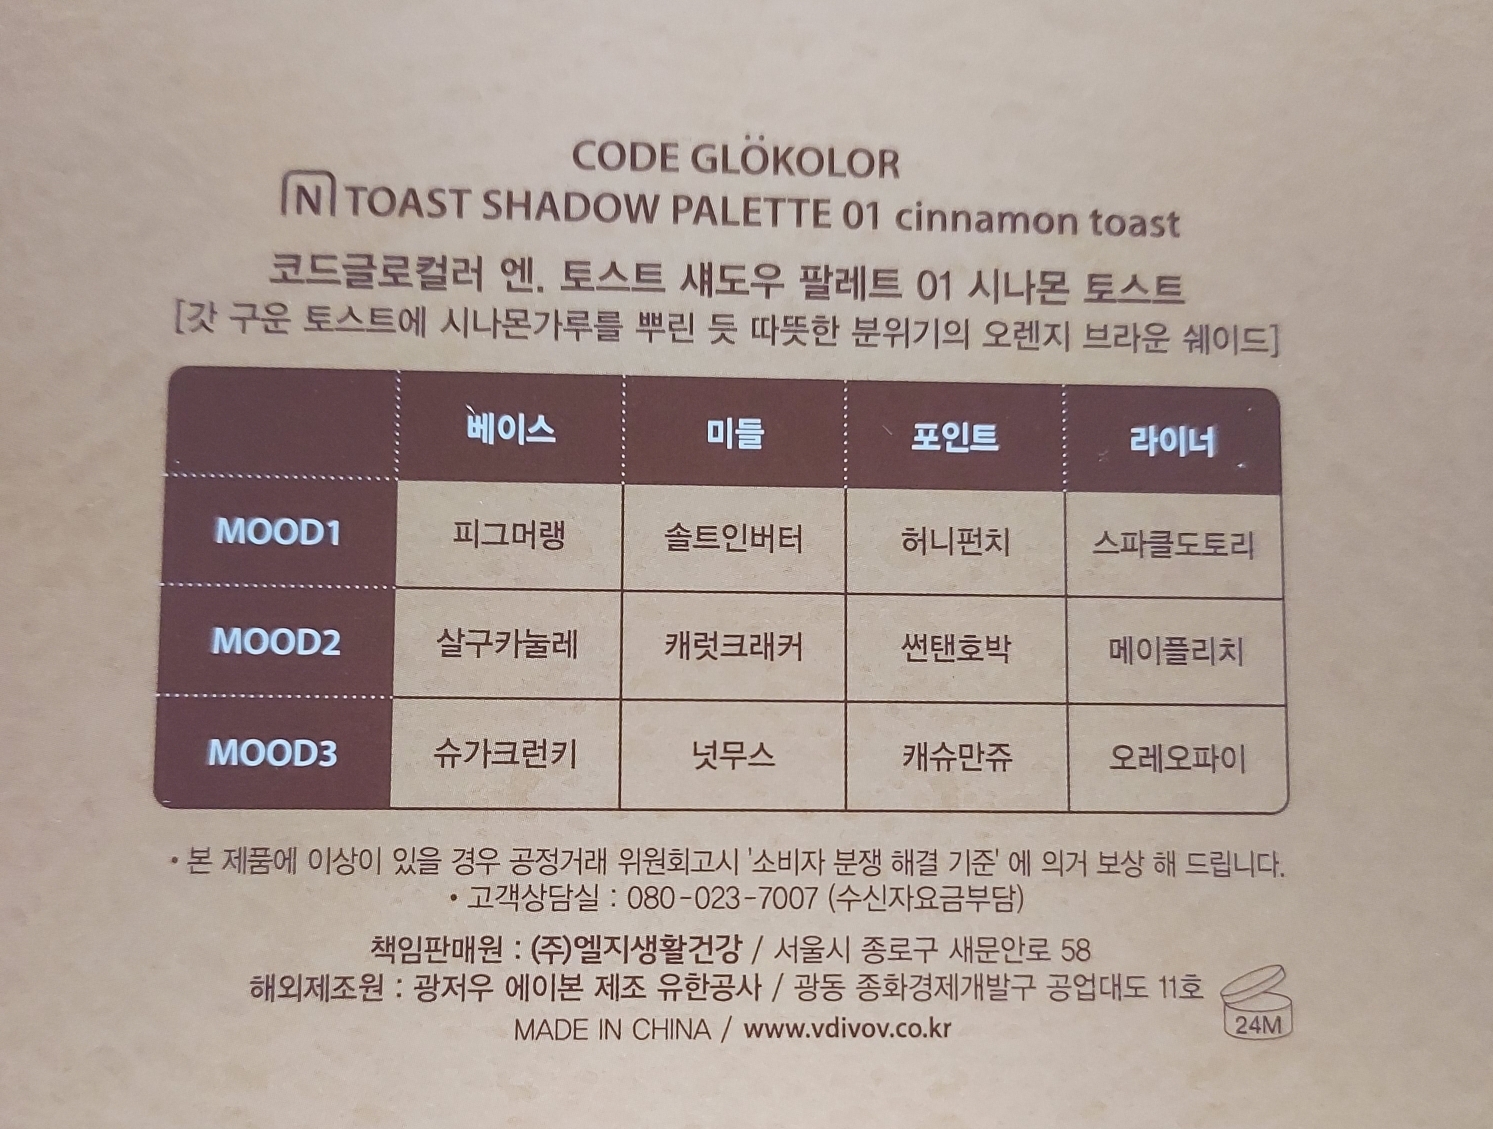 CODE GLÖKOLOR
N TOAST SHADOW PALETTE 01 cinnamon toast
코드글로컬러 엔. 토스트 섀도우 팔레트 01 시나몬 토스트
[갓 구운 토스트에 시나몬가루를 뿌린 듯 따뜻한 분위기의 오렌지 브라운 쉐이드]
베이스 미들 포인트 라이너
MOOD1 피그머랭 솔트인버터 허니펀치 스파클도토리
MOOD2 살구카눌레 캐럿크래커 썬탠호박 메이플리치
MOOD3 슈가크런키 넛무스 캐슈만쥬 오레오파이
• 본 제품에 이상이 있을 경우 공정거래 위원회고시 '소비자 분쟁 해결 기준' 에 의거 보상 해 드립니다.
• 고객상담실 : 080-023-7007 (수신자요금부담)
책임판매원 : (주)엘지생활건강 / 서울시 종로구 새문안로 58
해외제조원 : 광저우 에이본 제조 유한공사 / 광동 종화경제개발구 공업대도 11호
MADE IN CHINA / www.vdivov.co.kr
24M